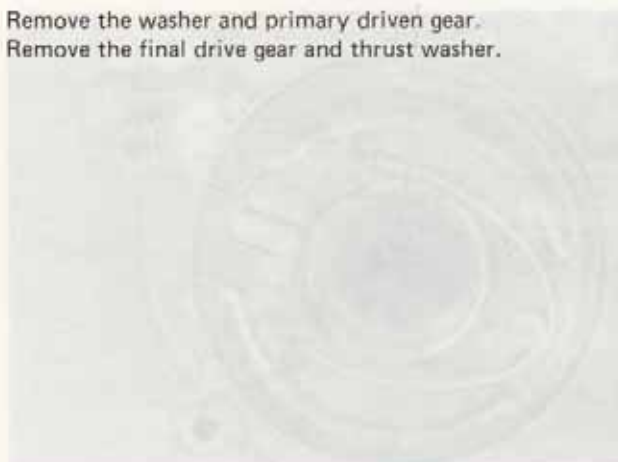 Remove the washer and primary driven gear.
Remove the final drive gear and thrust washer.